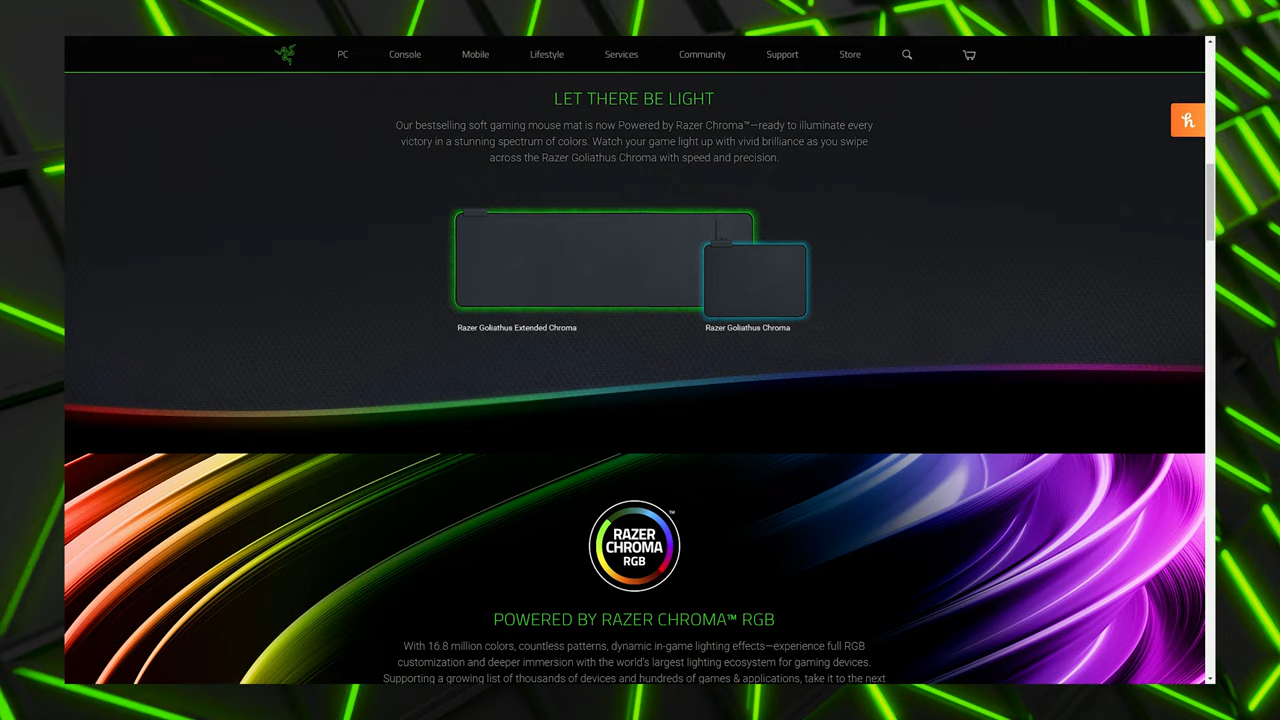 PC Console Mobile Lifestyle Services Community Support Store
LET THERE BE LIGHT
Our bestselling soft gaming mouse mat is now Powered by Razer Chroma™—ready to illuminate every
victory in a stunning spectrum of colors. Watch your game light up with vivid brilliance as you swipe
across the Razer Goliathus Chroma with speed and precision.
Razer Goliathus Extended Chroma
Razer Goliathus Chroma
RAZER
CHROMA
RGB
TM
POWERED BY RAZER CHROMA™ RGB
With 16.8 million colors, countless patterns, dynamic in-game lighting effects—experience full RGB
customization and deeper immersion with the world's largest lighting ecosystem for gaming devices.
Supporting a growing list of thousands of devices and hundreds of games & applications, take it to the next
h